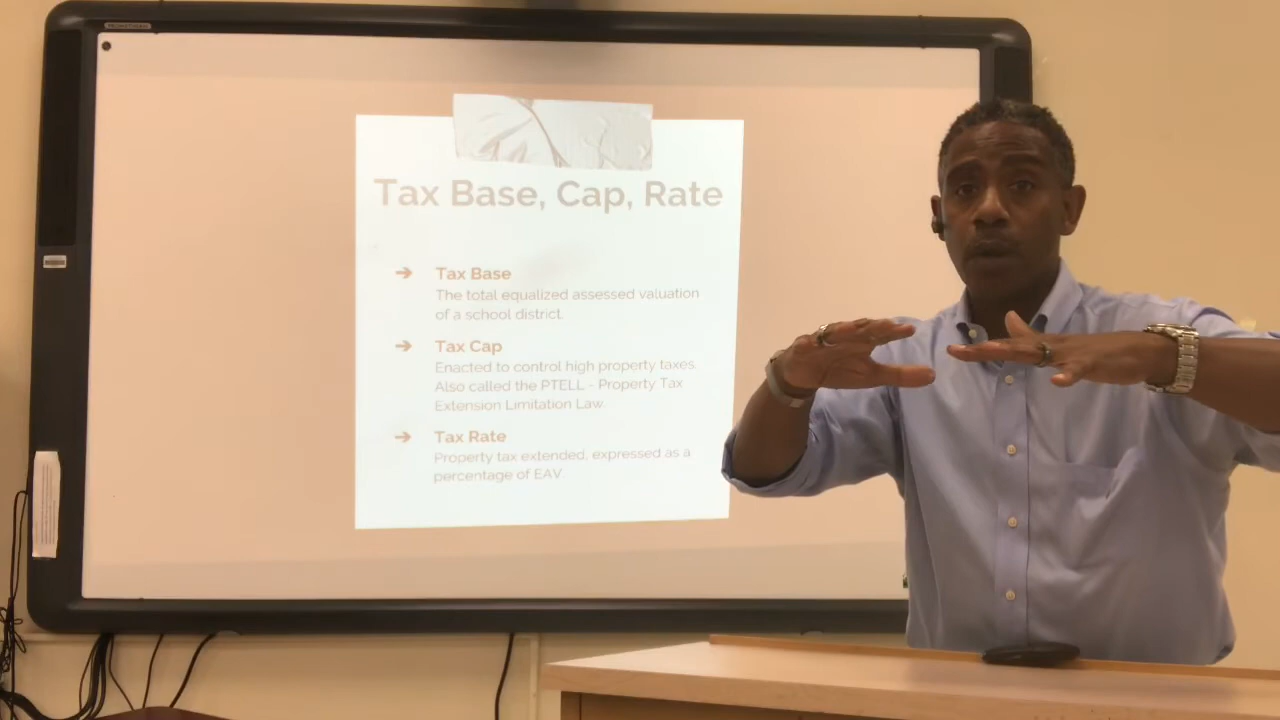 PROMETHEAN
Tax Base, Cap, Rate
➔ Tax Base
The total equalized assessed valuation
of a school district.
➔ Tax Cap
Enacted to control high property taxes.
Also called the PTELL - Property Tax
Extension Limitation Law.
➔ Tax Rate
Property tax extended, expressed as a
percentage of EAV.